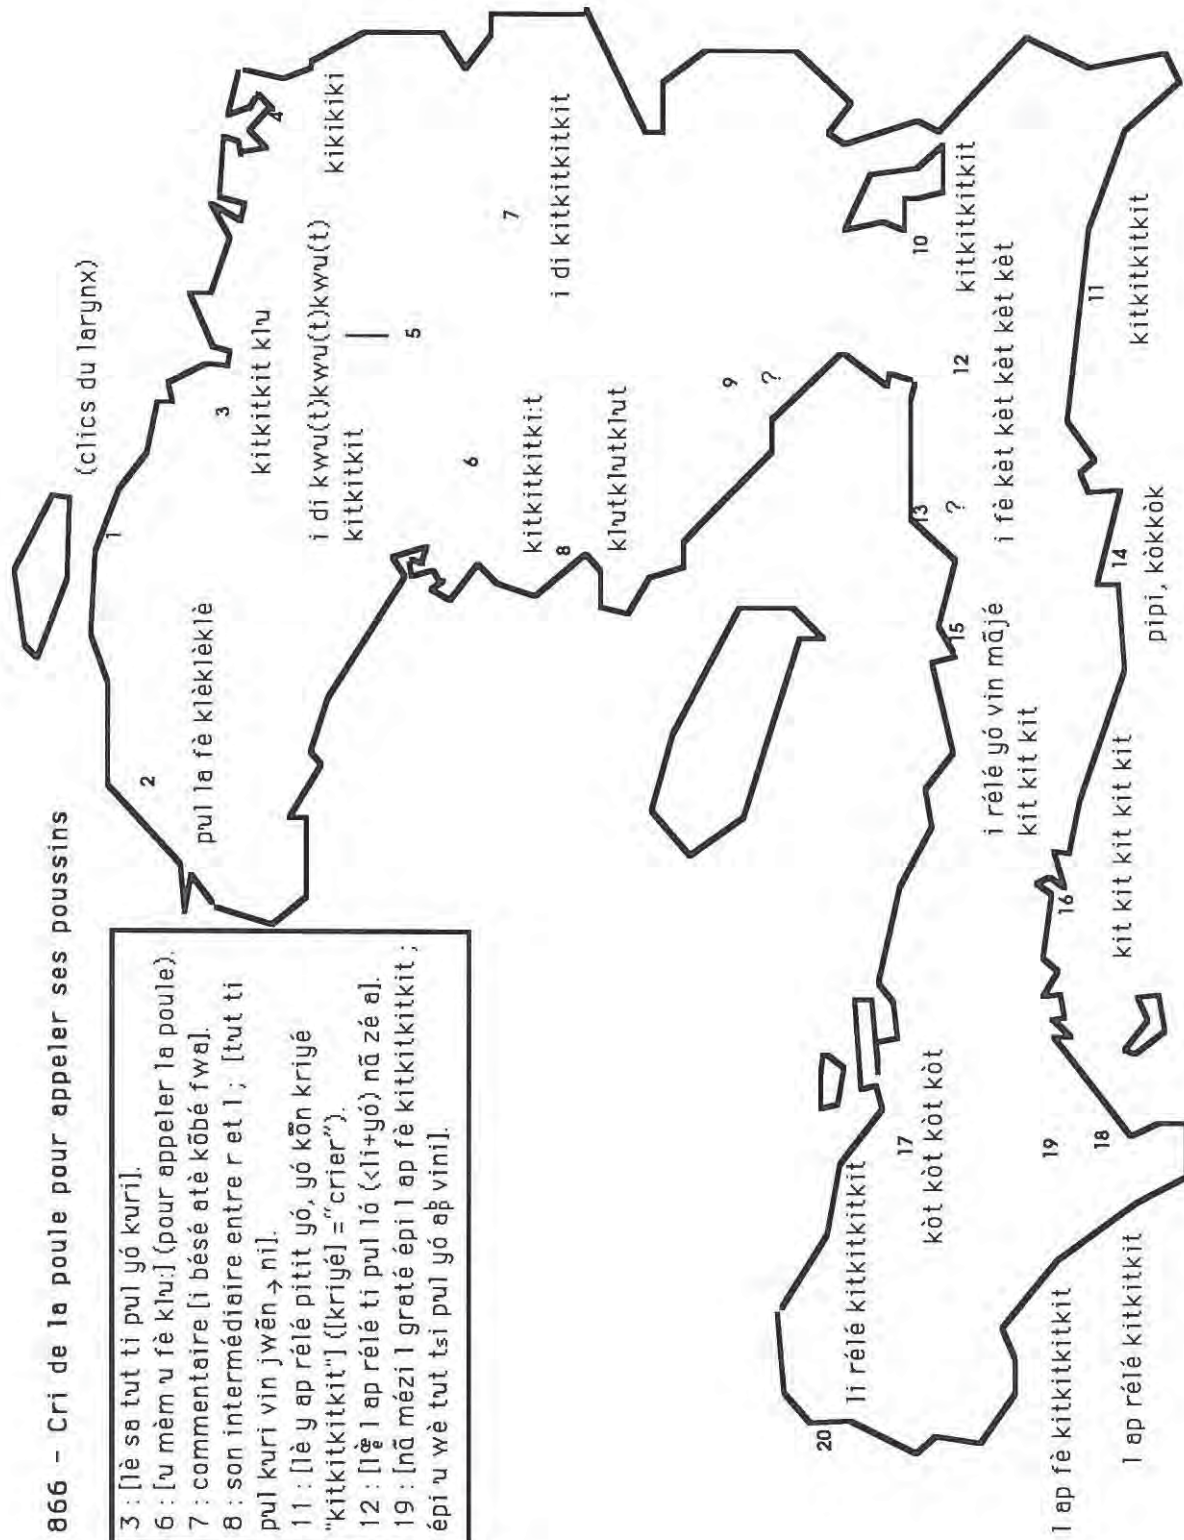 866 - Cri de la poule pour appeler ses poussins
3 : [lè sa tut ti pul yó kuri].
6 : [u mèm u fè klu:] (pour appeler la poule).
7 : commentaire [i bésé atè kõbé fwa].
8 : son intermédiaire entre r et l ; [tut ti
pul kuri vin jwẽn → ni].
11 : [lè y ap rélé pitit yó, yó kõn kriyé
"kitkitkitkit"] ([kriyé] = "crier").
12 : [lè l ap rélé ti pul ló (<li+yó) nã zé a].
19 : [nã mézi l graté épi l ap fè kitkitkitkit ;
épi u wè tut tsi pul yó ap vini].
(clics du larynx)
1
2
pul la fè klèklèklè
3
kitkitkit klu
4
kikikiki
i di kwu(t)kwu(t)kwu(t)
kitkitkit
5
6
kitkitkitki:t
7
i di kitkitkitkit
8
klutklutklut
9
?
10
kitkitkitkit
11
kitkitkitkit
12
i fè kèt kèt kèt kèt kèt
13
?
14
pipi, kòkkòk
15
i rélé yó vin mãjé
kit kit kit
16
kit kit kit kit kit
17
kòt kòt kòt kòt
li rélé kitkitkitkit
18
19
20
l ap fè kitkitkitkit
l ap rélé kitkitkit